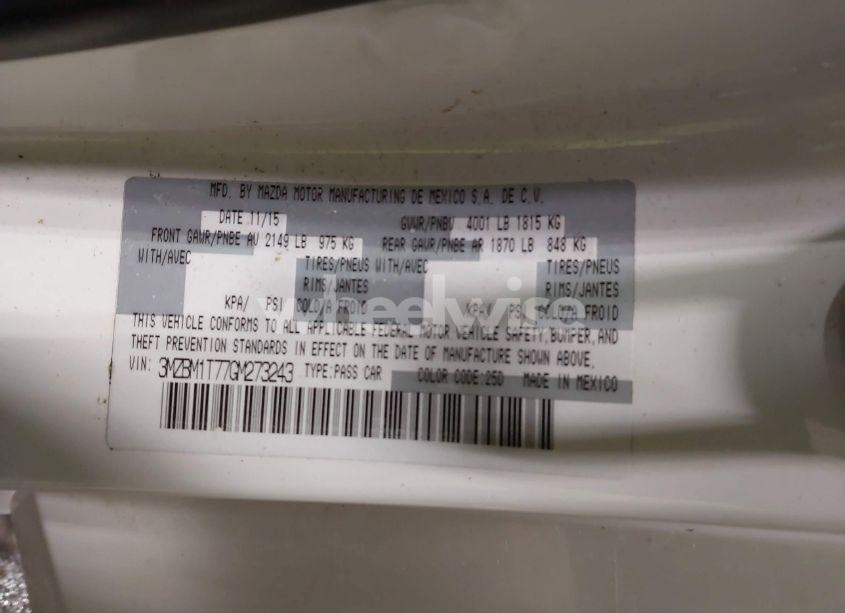 MFD. BY MAZDA MOTOR MANUFACTURING DE MEXICO S.A. DE C.V.
DATE 11/15 GVWR/PNBV 4001 LB 1815 KG
FRONT GAWR/PNBE AV 2149 LB 975 KG REAR GAWR/PNBE AR 1870 LB 848 KG
WITH/AVEC TIRES/PNEUS WITH/AVEC TIRES/PNEUS
RIMS/JANTES RIMS/JANTES
KPA/ PSI COLD/A FROID KPA/ PSI COLD/A FROID
THIS VEHICLE CONFORMS TO ALL APPLICABLE FEDERAL MOTOR VEHICLE SAFETY, BUMPER, AND
THEFT PREVENTION STANDARDS IN EFFECT ON THE DATE OF MANUFACTURE SHOWN ABOVE.
VIN: 3MZBM1T77GM273243 TYPE:PASS CAR COLOR CODE:25D MADE IN MEXICO